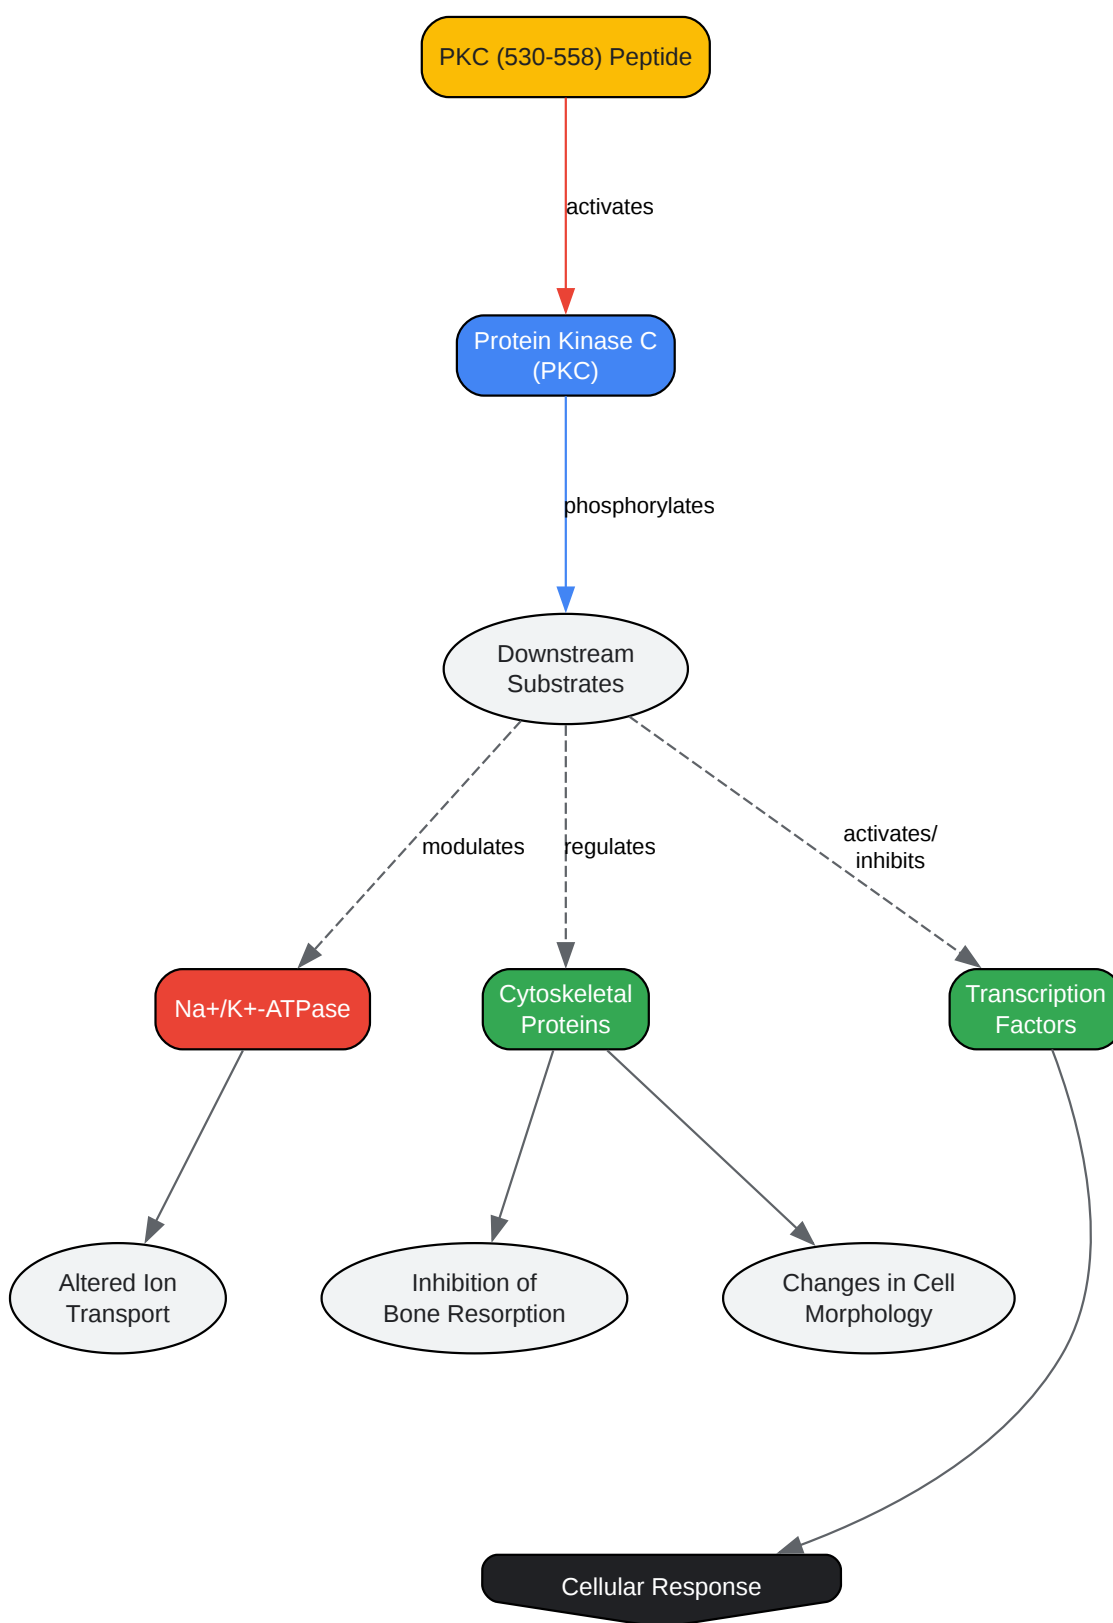 PKC (530-558) Peptide
activates
Protein Kinase C
(PKC)
phosphorylates
Downstream
Substrates
modulates
regulates
activates/
inhibits
Na+/K+-ATPase
Cytoskeletal
Proteins
Transcription
Factors
Altered Ion
Transport
Inhibition of
Bone Resorption
Changes in Cell
Morphology
Cellular Response